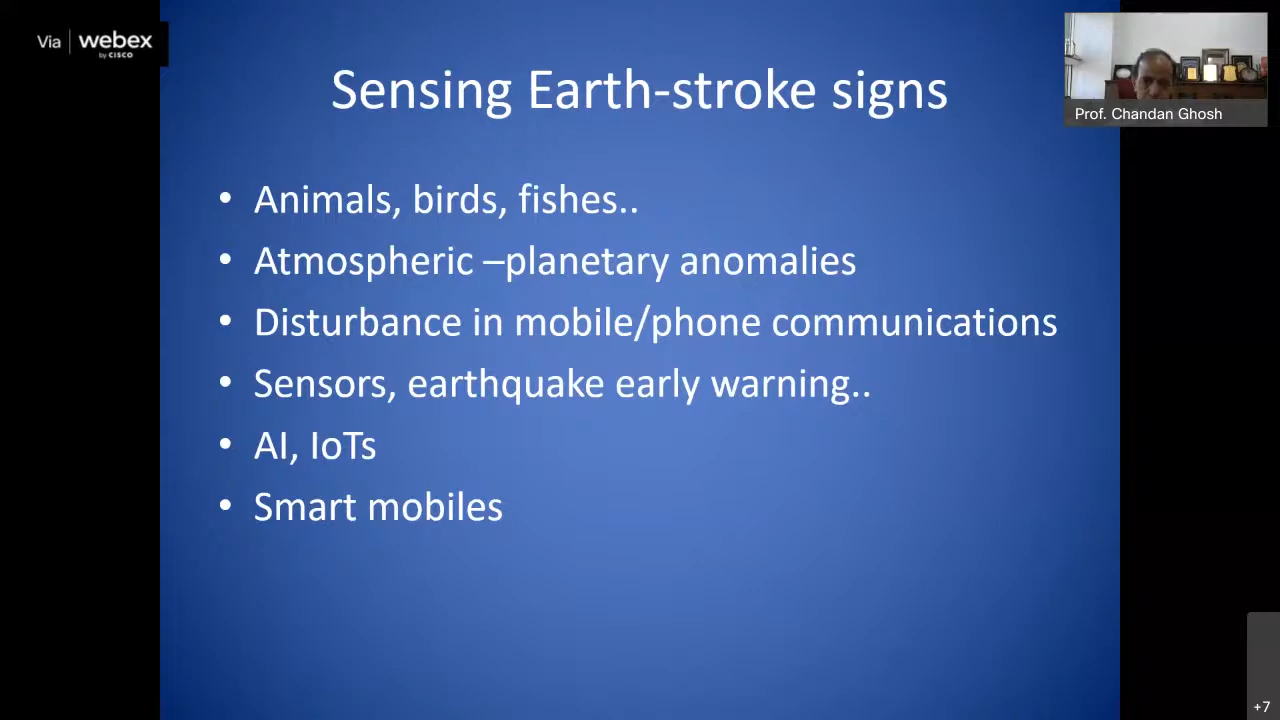 Via webex
by CISCO
Sensing Earth-stroke signs
Prof. Chandan Ghosh
• Animals, birds, fishes..
• Atmospheric –planetary anomalies
• Disturbance in mobile/phone communications
• Sensors, earthquake early warning..
• AI, IoTs
• Smart mobiles
+7